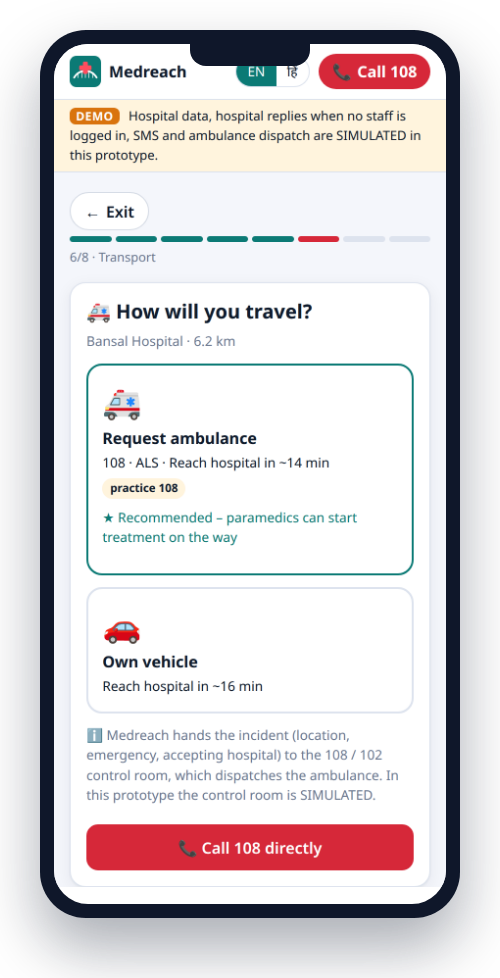 Medreach
EN
हि
Call 108
DEMO Hospital data, hospital replies when no staff is
logged in, SMS and ambulance dispatch are SIMULATED in
this prototype.
← Exit
6/8 · Transport
How will you travel?
Bansal Hospital · 6.2 km
Request ambulance
108 · ALS · Reach hospital in ~14 min
practice 108
★ Recommended – paramedics can start
treatment on the way
Own vehicle
Reach hospital in ~16 min
ℹ️ Medreach hands the incident (location,
emergency, accepting hospital) to the 108 / 102
control room, which dispatches the ambulance. In
this prototype the control room is SIMULATED.
Call 108 directly